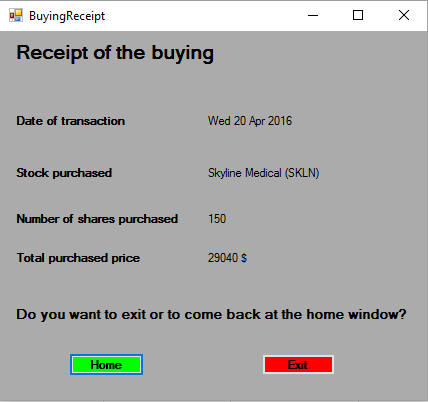 BuyingReceipt
Receipt of the buying
Date of transaction Wed 20 Apr 2016
Stock purchased Skyline Medical (SKLN)
Number of shares purchased 150
Total purchased price 29040 $
Do you want to exit or to come back at the home window?
Home Exit